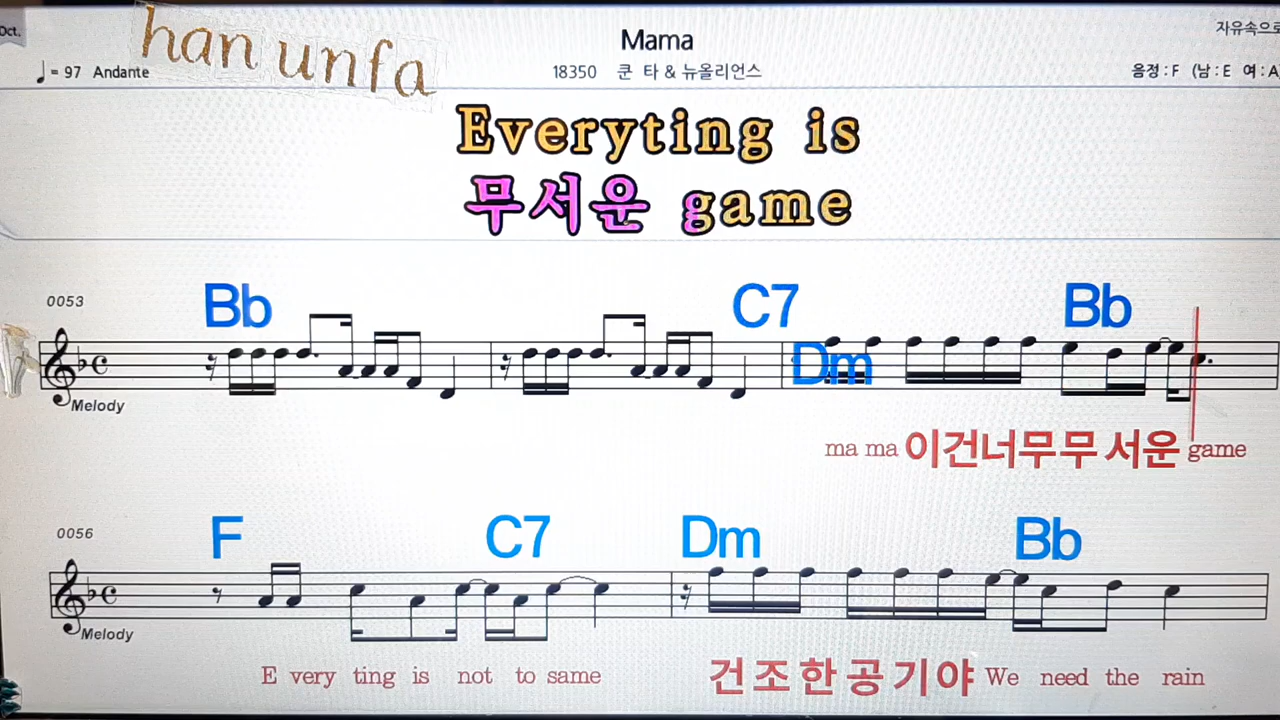 Oct.
han unfa
Mama
자유속으로
♩= 97 Andante
18350 쿤 타 & 뉴올리언스
음정 : F (남 : E 여 : A)
Everyting is
무서운 game
0053
Bb C7 Dm Bb
Melody
ma ma 이건너무무 서운 game
0056
F C7 Dm Bb
Melody
E very ting is not to same 건조한공기야 We need the rain